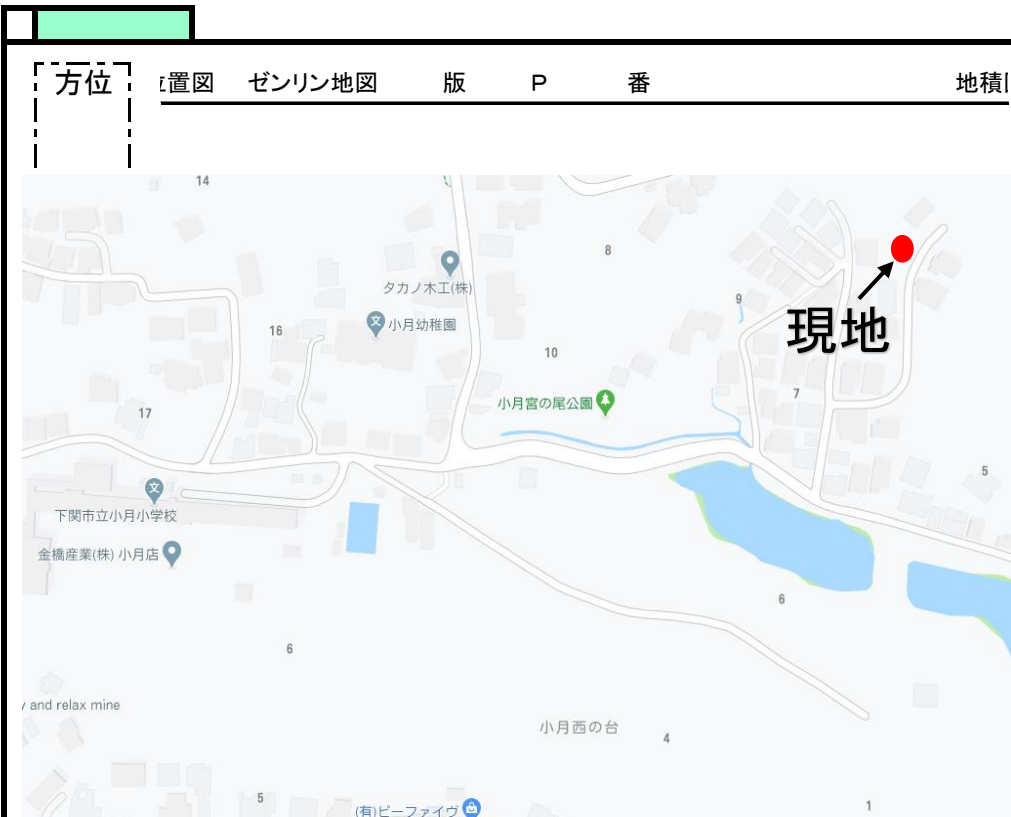 方位
置図 ゼンリン地図 版 P 番 地積
14
8
タカノ木工(株)
9
小月幼稚園
16
現地
10
7
小月宮の尾公園
17
5
下関市立小月小学校
金橋産業(株) 小月店
6
6
and relax mine
小月西の台
4
5
1
(有)ビーファイヴ